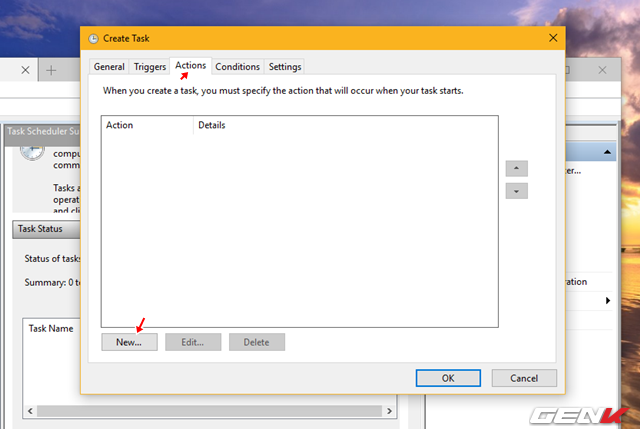 Create Task
General
Triggers
Actions
Conditions
Settings
When you create a task, you must specify the action that will occur when your task starts.
Action
Details
New...
Edit...
Delete
OK
Cancel
Task Scheduler Su
compu
comm
Tasks a
operat
and cli
Task Status
Status of tasks
Summary: 0 to
Task Name
er...
ration
GENK